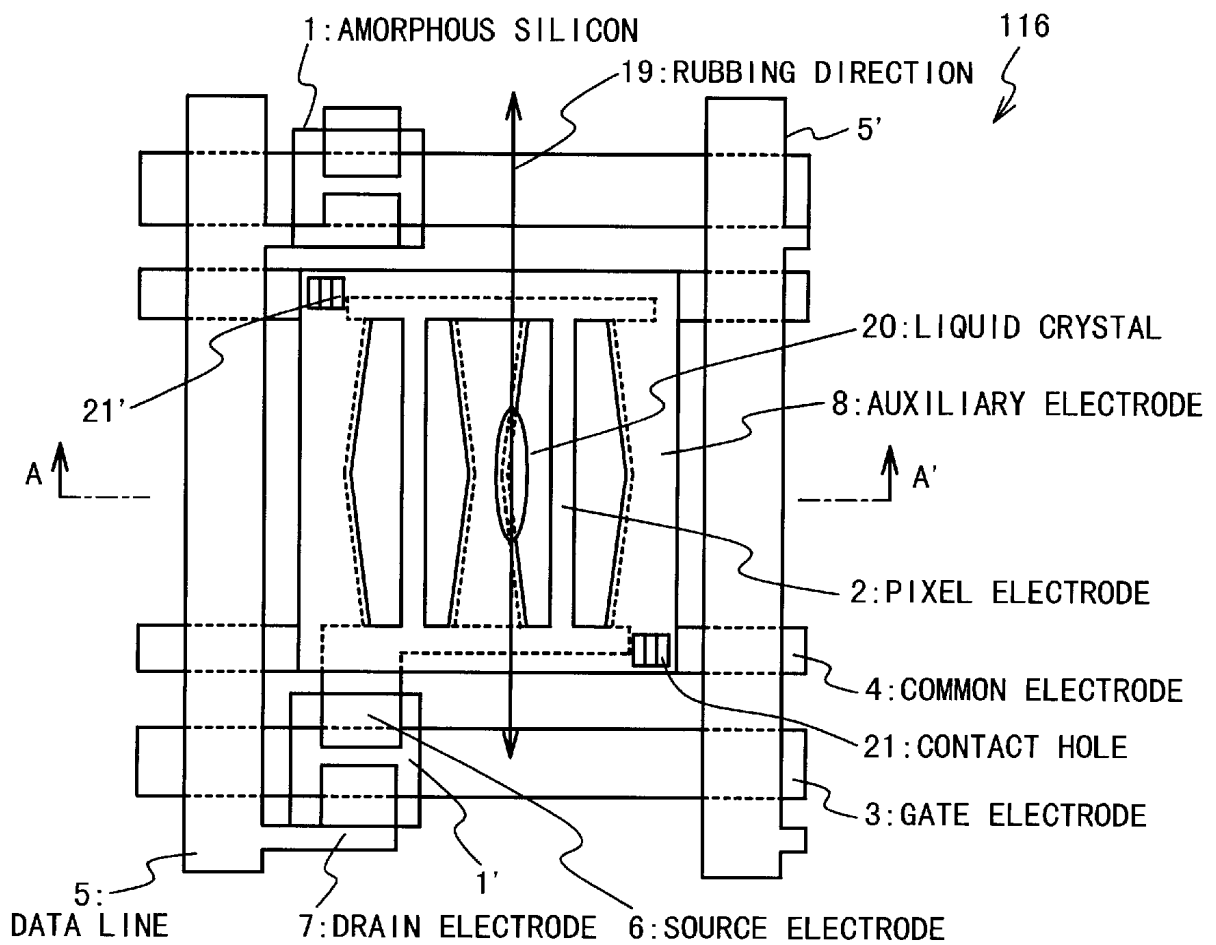 1:AMORPHOUS SILICON
116
19:RUBBING DIRECTION
5'
20:LIQUID CRYSTAL
21'
8:AUXILIARY ELECTRODE
A
A'
2:PIXEL ELECTRODE
4:COMMON ELECTRODE
21:CONTACT HOLE
3:GATE ELECTRODE
1'
5:
DATA LINE
7:DRAIN ELECTRODE
6:SOURCE ELECTRODE